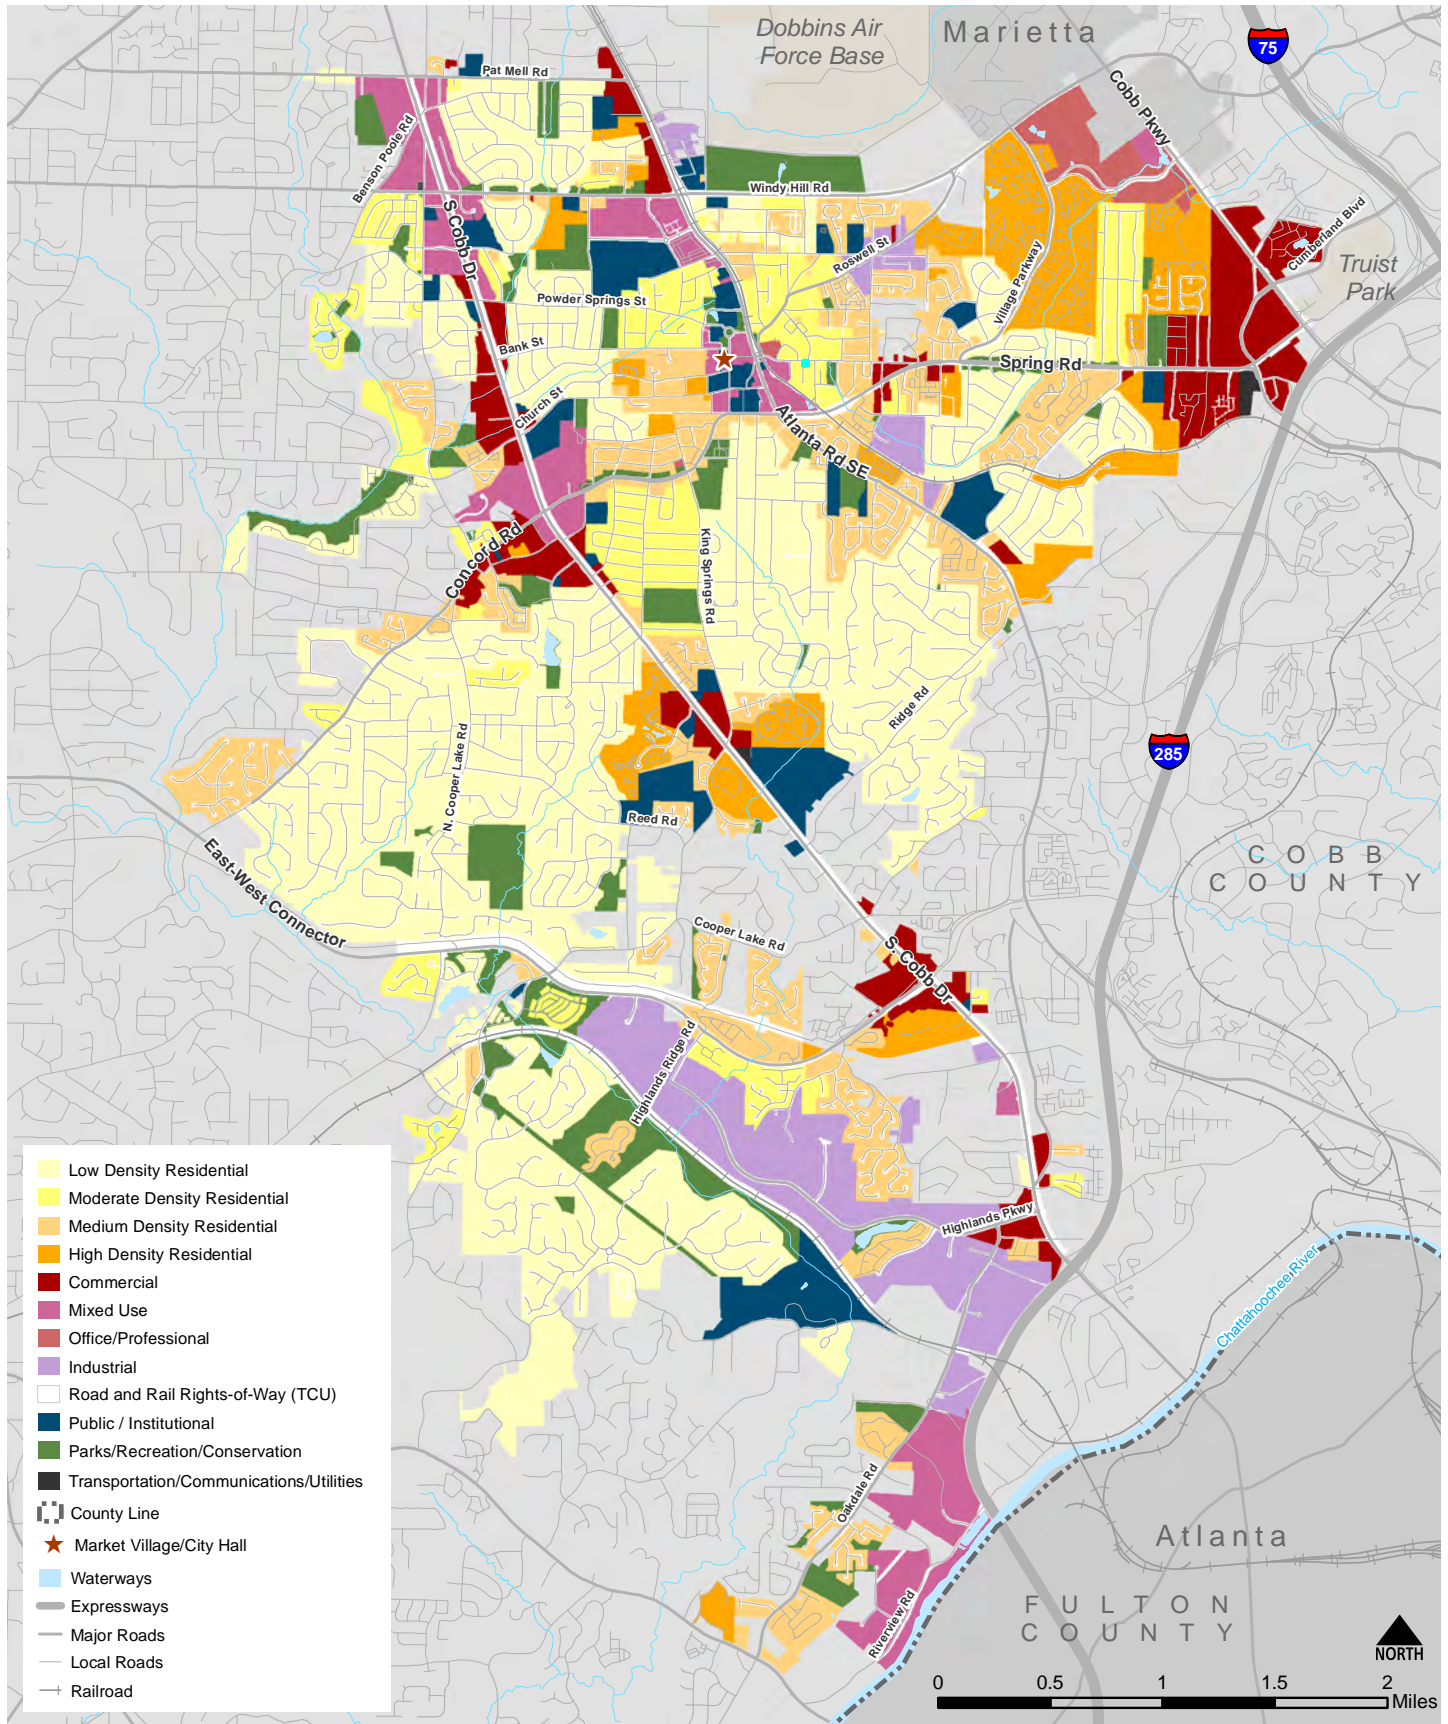 Dobbins Air
Force Base
Marietta
75
Pat Mell Rd
Cobb Pkwy
Benson Poole Rd
Windy Hill Rd
S Cobb Dr
Roswell St
Cumberland Blvd
Truist
Park
Village Parkway
Powder Springs St
Bank St
Spring Rd
Church St
Atlanta Rd SE
Concord Rd
King Springs Rd
Ridge Rd
N. Cooper Lake Rd
285
Reed Rd
East-West Connector
COBB
COUNTY
Cooper Lake Rd
S. Cobb Dr
Highlands Ridge Rd
Highlands Pkwy
Chattahoochee River
Low Density Residential
Moderate Density Residential
Medium Density Residential
High Density Residential
Commercial
Mixed Use
Office/Professional
Industrial
Road and Rail Rights-of-Way (TCU)
Public / Institutional
Parks/Recreation/Conservation
Transportation/Communications/Utilities
County Line
Market Village/City Hall
Waterways
Expressways
Major Roads
Local Roads
Railroad
Oakdale Rd
Riverview Rd
Atlanta
FULTON
COUNTY
NORTH
0 0.5 1 1.5 2
Miles